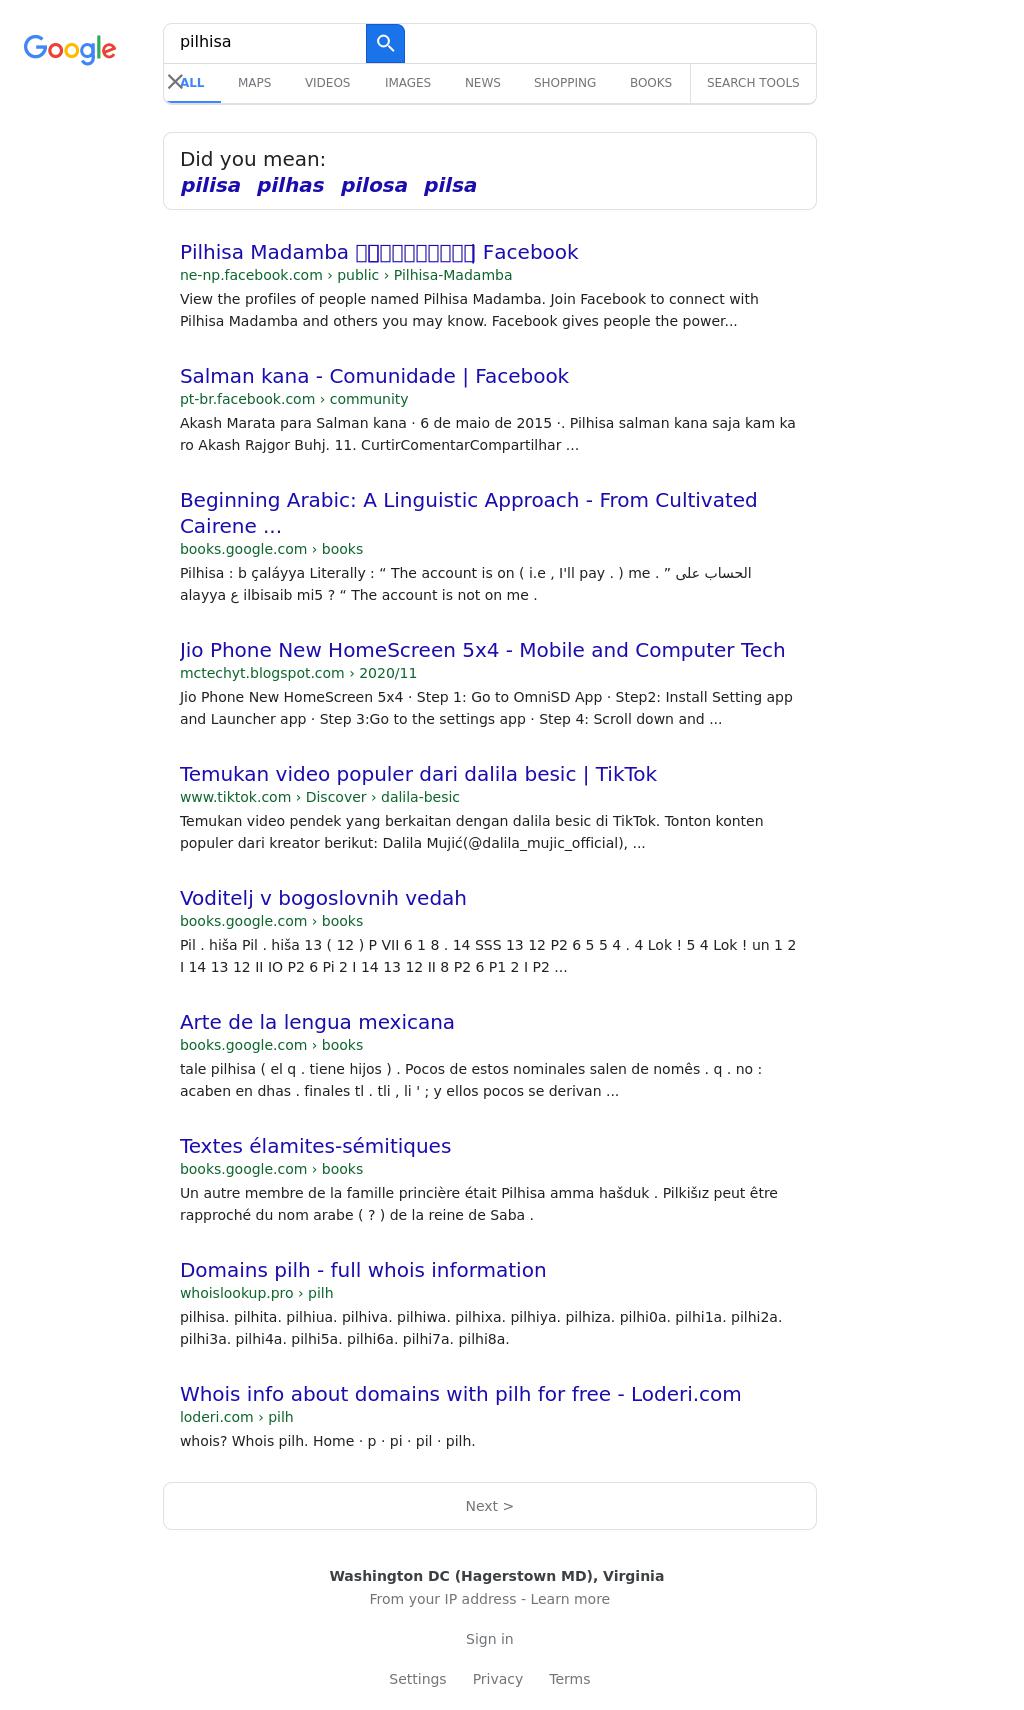 Google
pilhisa
ALL MAPS VIDEOS IMAGES NEWS SHOPPING BOOKS SEARCH TOOLS
Did you mean:
pilisa pilhas pilosa pilsa
Pilhisa Madamba | Facebook
ne-np.facebook.com › public › Pilhisa-Madamba
View the profiles of people named Pilhisa Madamba. Join Facebook to connect with
Pilhisa Madamba and others you may know. Facebook gives people the power...
Salman kana - Comunidade | Facebook
pt-br.facebook.com › community
Akash Marata para Salman kana · 6 de maio de 2015 ·. Pilhisa salman kana saja kam ka
ro Akash Rajgor Buhj. 11. CurtirComentarCompartilhar ...
Beginning Arabic: A Linguistic Approach - From Cultivated
Cairene ...
books.google.com › books
Pilhisa : b çaláyya Literally : “ The account is on ( i.e , I'll pay . ) me . ” الحساب على
alayya ع ilbisaib mi5 ? “ The account is not on me .
Jio Phone New HomeScreen 5x4 - Mobile and Computer Tech
mctechyt.blogspot.com › 2020/11
Jio Phone New HomeScreen 5x4 · Step 1: Go to OmniSD App · Step2: Install Setting app
and Launcher app · Step 3:Go to the settings app · Step 4: Scroll down and ...
Temukan video populer dari dalila besic | TikTok
www.tiktok.com › Discover › dalila-besic
Temukan video pendek yang berkaitan dengan dalila besic di TikTok. Tonton konten
populer dari kreator berikut: Dalila Mujić(@dalila_mujic_official), ...
Voditelj v bogoslovnih vedah
books.google.com › books
Pil . hiša Pil . hiša 13 ( 12 ) P VII 6 1 8 . 14 SSS 13 12 P2 6 5 5 4 . 4 Lok ! 5 4 Lok ! un 1 2
I 14 13 12 II IO P2 6 Pi 2 I 14 13 12 II 8 P2 6 P1 2 I P2 ...
Arte de la lengua mexicana
books.google.com › books
tale pilhisa ( el q . tiene hijos ) . Pocos de estos nominales salen de nomês . q . no :
acaben en dhas . finales tl . tli , li ' ; y ellos pocos se derivan ...
Textes élamites-sémitiques
books.google.com › books
Un autre membre de la famille princière était Pilhisa amma hašduk . Pilkišız peut être
rapproché du nom arabe ( ? ) de la reine de Saba .
Domains pilh - full whois information
whoislookup.pro › pilh
pilhisa. pilhita. pilhiua. pilhiva. pilhiwa. pilhixa. pilhiya. pilhiza. pilhi0a. pilhi1a. pilhi2a.
pilhi3a. pilhi4a. pilhi5a. pilhi6a. pilhi7a. pilhi8a.
Whois info about domains with pilh for free - Loderi.com
loderi.com › pilh
whois? Whois pilh. Home · p · pi · pil · pilh.
Next >
Washington DC (Hagerstown MD), Virginia
From your IP address - Learn more
Sign in
Settings Privacy Terms